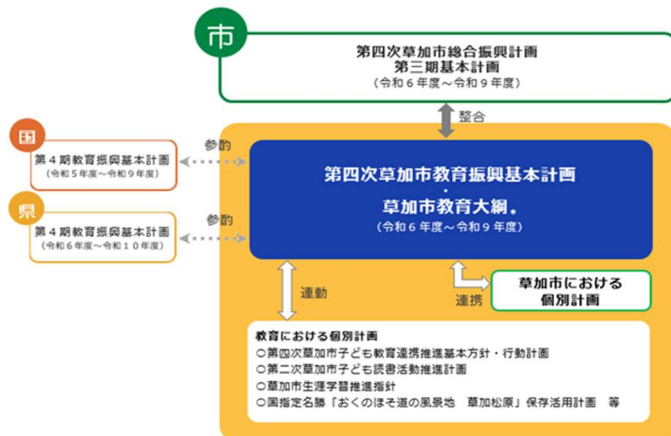 市
第四次草加市総合振興計画
第三期基本計画
（令和６年度～令和９年度）
整合
国
第４期教育振興基本計画
（令和５年度～令和９年度）
参酌
県
第４期教育振興基本計画
（令和６年度～令和１０年度）
参酌
第四次草加市教育振興基本計画
・
草加市教育大綱。
（令和６年度～令和９年度）
連動
連携
草加市における
個別計画
教育における個別計画
○第四次草加市子ども教育連携推進基本方針・行動計画
○第二次草加市子ども読書活動推進計画
○草加市生涯学習推進指針
○国指定名勝「おくのほそ道の風景地　草加松原」保存活用計画　等